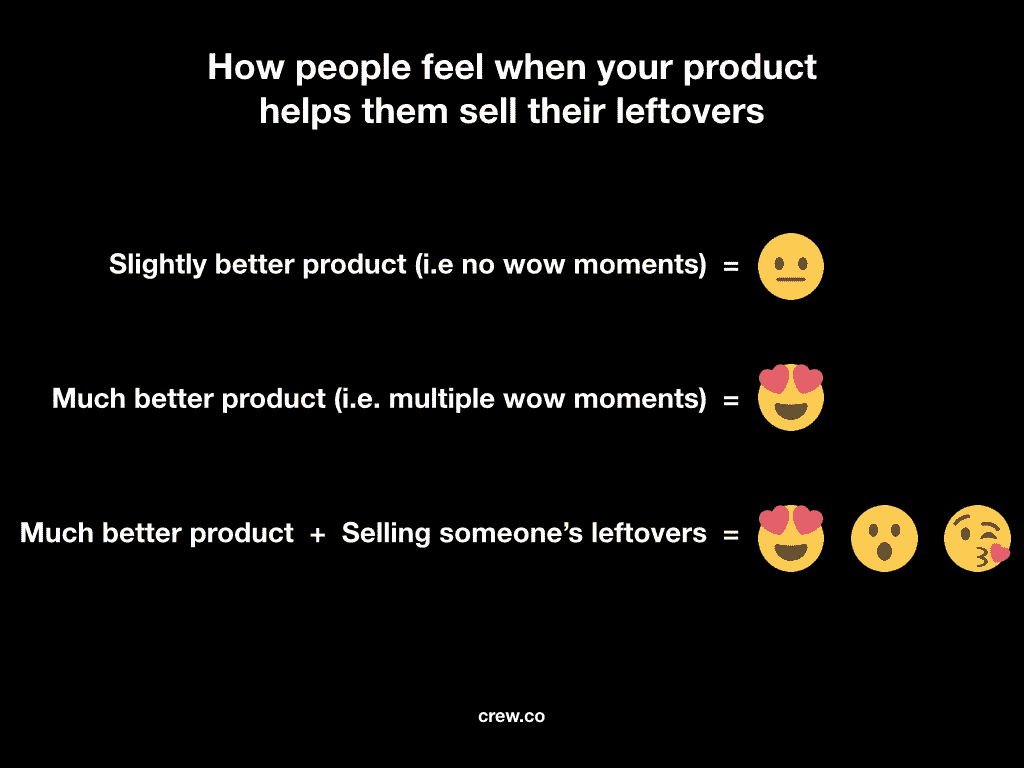 How people feel when your product
helps them sell their leftovers
Slightly better product (i.e no wow moments) =
Much better product (i.e. multiple wow moments) =
Much better product + Selling someone’s leftovers =
crew.co